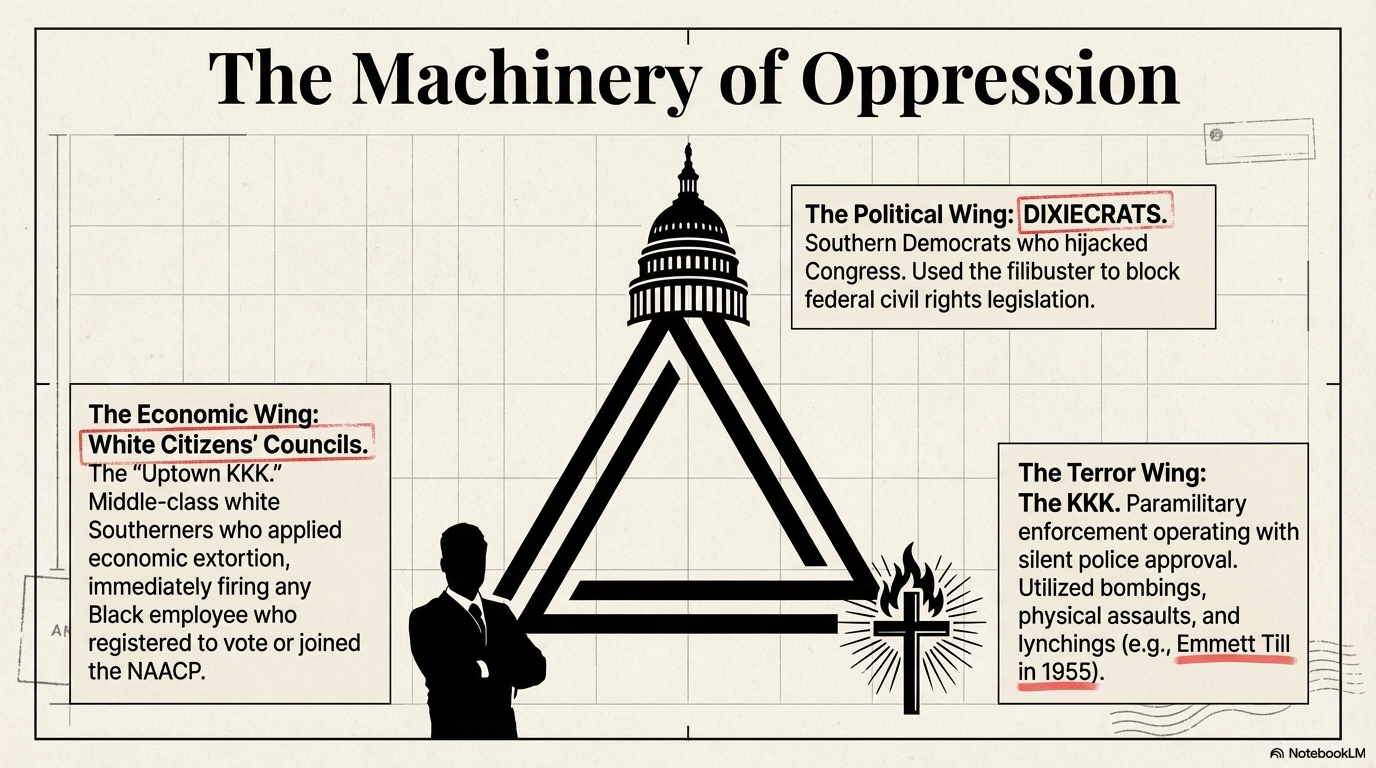 The Machinery of Oppression
The Political Wing: DIXIECRATS.
Southern Democrats who hijacked
Congress. Used the filibuster to block
federal civil rights legislation.
The Economic Wing:
White Citizens’ Councils.
The “Uptown KKK.”
Middle-class white
Southerners who applied
economic extortion,
immediately firing any
Black employee who
registered to vote or joined
the NAACP.
The Terror Wing:
The KKK. Paramilitary
enforcement operating with
silent police approval.
Utilized bombings,
physical assaults, and
lynchings (e.g., Emmett Till
in 1955).
NotebookLM